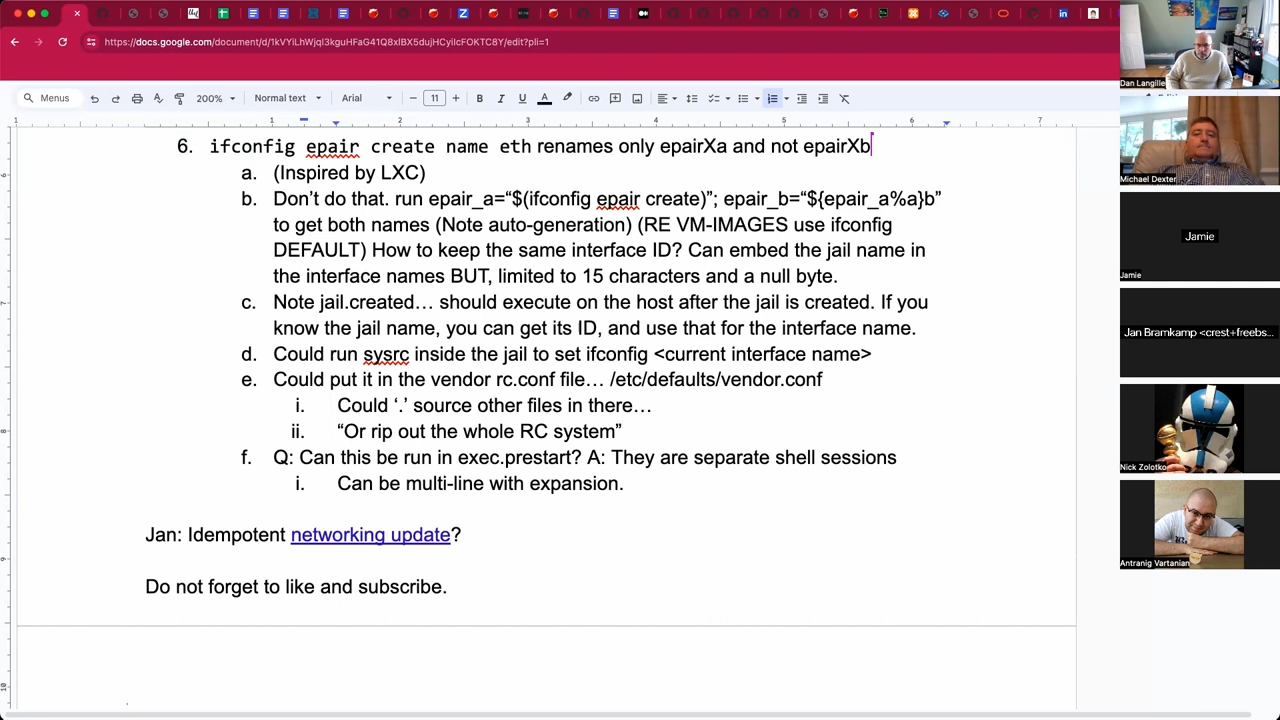 https://docs.google.com/document/d/1kVYiLhWjql3kguHFaG41Q8xlBX5dujHCyiIcFOKTC8Y/edit?pli=1
Menus
200%
Normal text
Arial
11
1
1
2
3
4
5
6
7
6. ifconfig epair create name eth renames only epairXa and not epairXb
a. (Inspired by LXC)
b. Don’t do that. run epair_a=“$(ifconfig epair create)”; epair_b=“${epair_a%a}b”
to get both names (Note auto-generation) (RE VM-IMAGES use ifconfig
DEFAULT) How to keep the same interface ID? Can embed the jail name in
the interface names BUT, limited to 15 characters and a null byte.
c. Note jail.created… should execute on the host after the jail is created. If you
know the jail name, you can get its ID, and use that for the interface name.
d. Could run sysrc inside the jail to set ifconfig <current interface name>
e. Could put it in the vendor rc.conf file… /etc/defaults/vendor.conf
i. Could ‘.’ source other files in there…
ii. “Or rip out the whole RC system”
f. Q: Can this be run in exec.prestart? A: They are separate shell sessions
i. Can be multi-line with expansion.
Jan: Idempotent networking update?
Do not forget to like and subscribe.
Dan Langille
Michael Dexter
Jamie
Jamie
Jan Bramkamp <crest+freebs...
Nick Zolotko
Antranig Vartanian